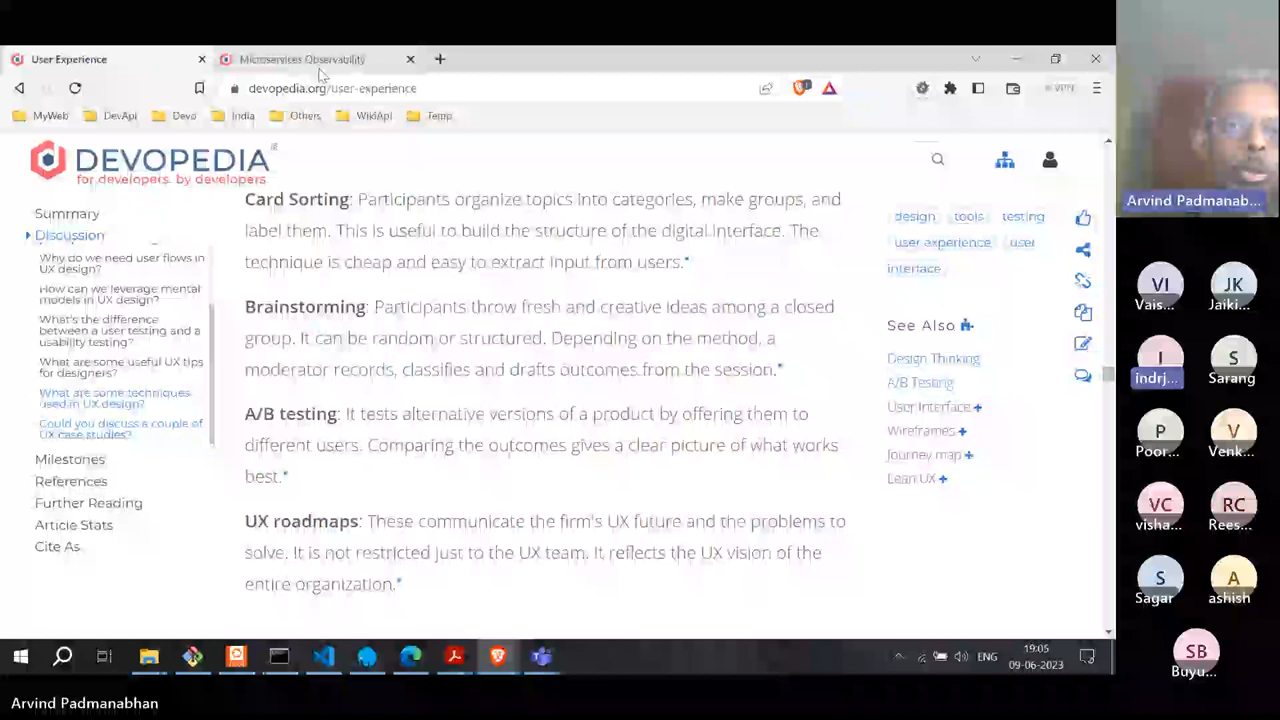 User Experience
Microservices Observability
devopedia.org/user-experience
VPN
MyWeb
DevApi
Devo
India
Others
WikiApi
Temp
DEVOPEDIA
for developers. by developers
Summary
Discussion
Why do we need user flows in
UX design?
How can we leverage mental
models in UX design?
What's the difference
between a user testing and a
usability testing?
What are some useful UX tips
for designers?
What are some techniques
used in UX design?
Could you discuss a couple of
UX case studies?
Milestones
References
Further Reading
Article Stats
Cite As
Card Sorting: Participants organize topics into categories, make groups, and
label them. This is useful to build the structure of the digital interface. The
technique is cheap and easy to extract input from users.*
Brainstorming: Participants throw fresh and creative ideas among a closed
group. It can be random or structured. Depending on the method, a
moderator records, classifies and drafts outcomes from the session.*
A/B testing: It tests alternative versions of a product by offering them to
different users. Comparing the outcomes gives a clear picture of what works
best.*
UX roadmaps: These communicate the firm's UX future and the problems to
solve. It is not restricted just to the UX team. It reflects the UX vision of the
entire organization.*
design tools testing
user experience user
interface
See Also
Design Thinking
A/B Testing
User Interface +
Wireframes +
Journey map +
Lean UX +
ENG
19:05
09-06-2023
Arvind Padmanabhan
Arvind Padmanab...
VI
Vais...
JK
Jaiki...
I
indrj...
S
Sarang
P
Poor...
V
Venk...
VC
visha...
RC
Rees...
S
Sagar
A
ashish
SB
Buyu...